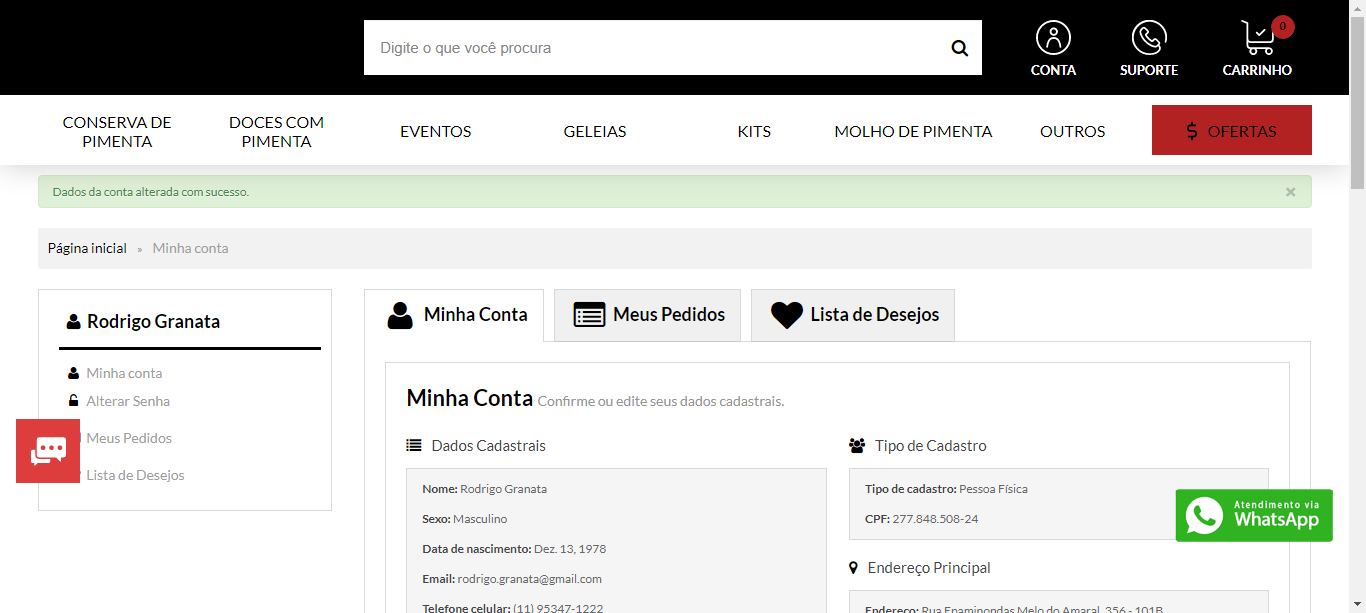 Digite o que você procura
0
CONTA
SUPORTE
CARRINHO
CONSERVA DE
PIMENTA
DOCES COM
PIMENTA
EVENTOS
GELEIAS
KITS
MOLHO DE PIMENTA
OUTROS
$ OFERTAS
Dados da conta alterada com sucesso.
×
Página inicial » Minha conta
Rodrigo Granata
Minha conta
Alterar Senha
Meus Pedidos
Lista de Desejos
Minha Conta
Meus Pedidos
Lista de Desejos
Minha Conta Confirme ou edite seus dados cadastrais.
Dados Cadastrais
Nome: Rodrigo Granata
Sexo: Masculino
Data de nascimento: Dez. 13, 1978
Email: rodrigo.granata@gmail.com
Telefone celular: (11) 95347-1222
Tipo de Cadastro
Tipo de cadastro: Pessoa Física
CPF: 277.848.508-24
Endereço Principal
Endereço: Rua Epaminondas Melo do Amaral, 356 - 101B
Atendimento via
WhatsApp